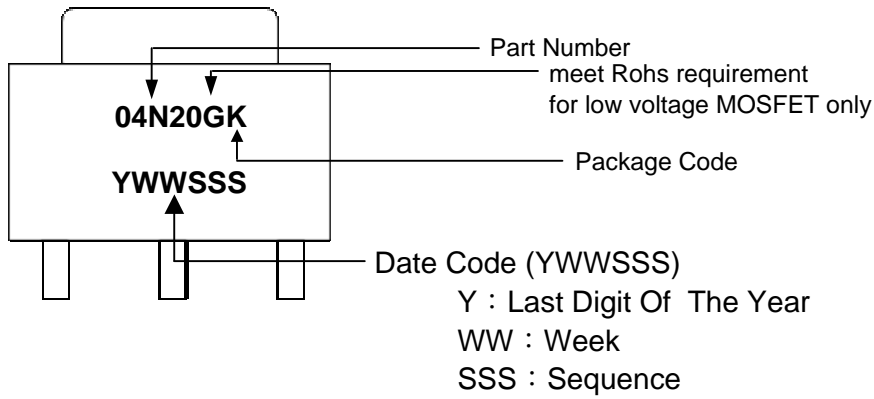 Part Number
meet Rohs requirement
for low voltage MOSFET only
04N20GK
Package Code
YWWSSS
Date Code (YWWSSS)
Y：Last Digit Of The Year
WW：Week
SSS：Sequence